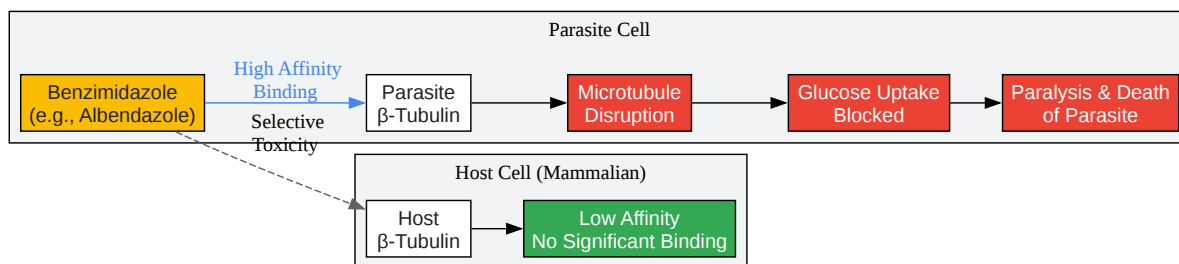 Parasite Cell
Benzimidazole
(e.g., Albendazole)
High Affinity
Binding
Selective
Toxicity
Parasite
β-Tubulin
Microtubule
Disruption
Glucose Uptake
Blocked
Paralysis & Death
of Parasite
Host Cell (Mammalian)
Host
β-Tubulin
Low Affinity
No Significant Binding